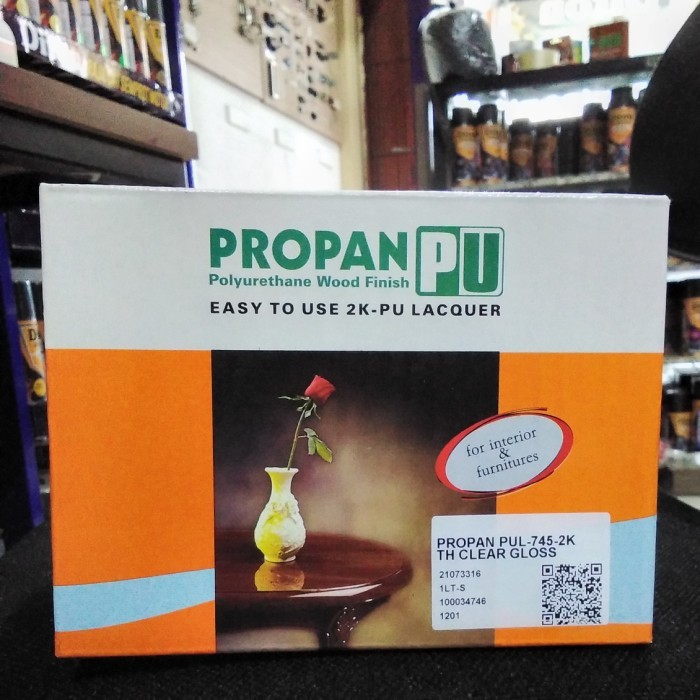 PROPAN PU
Polyurethane Wood Finish
EASY TO USE 2K-PU LACQUER
for interior
&
furnitures
PROPAN PUL-745-2K
TH CLEAR GLOSS
21073316
1LT-S
100034746
1201